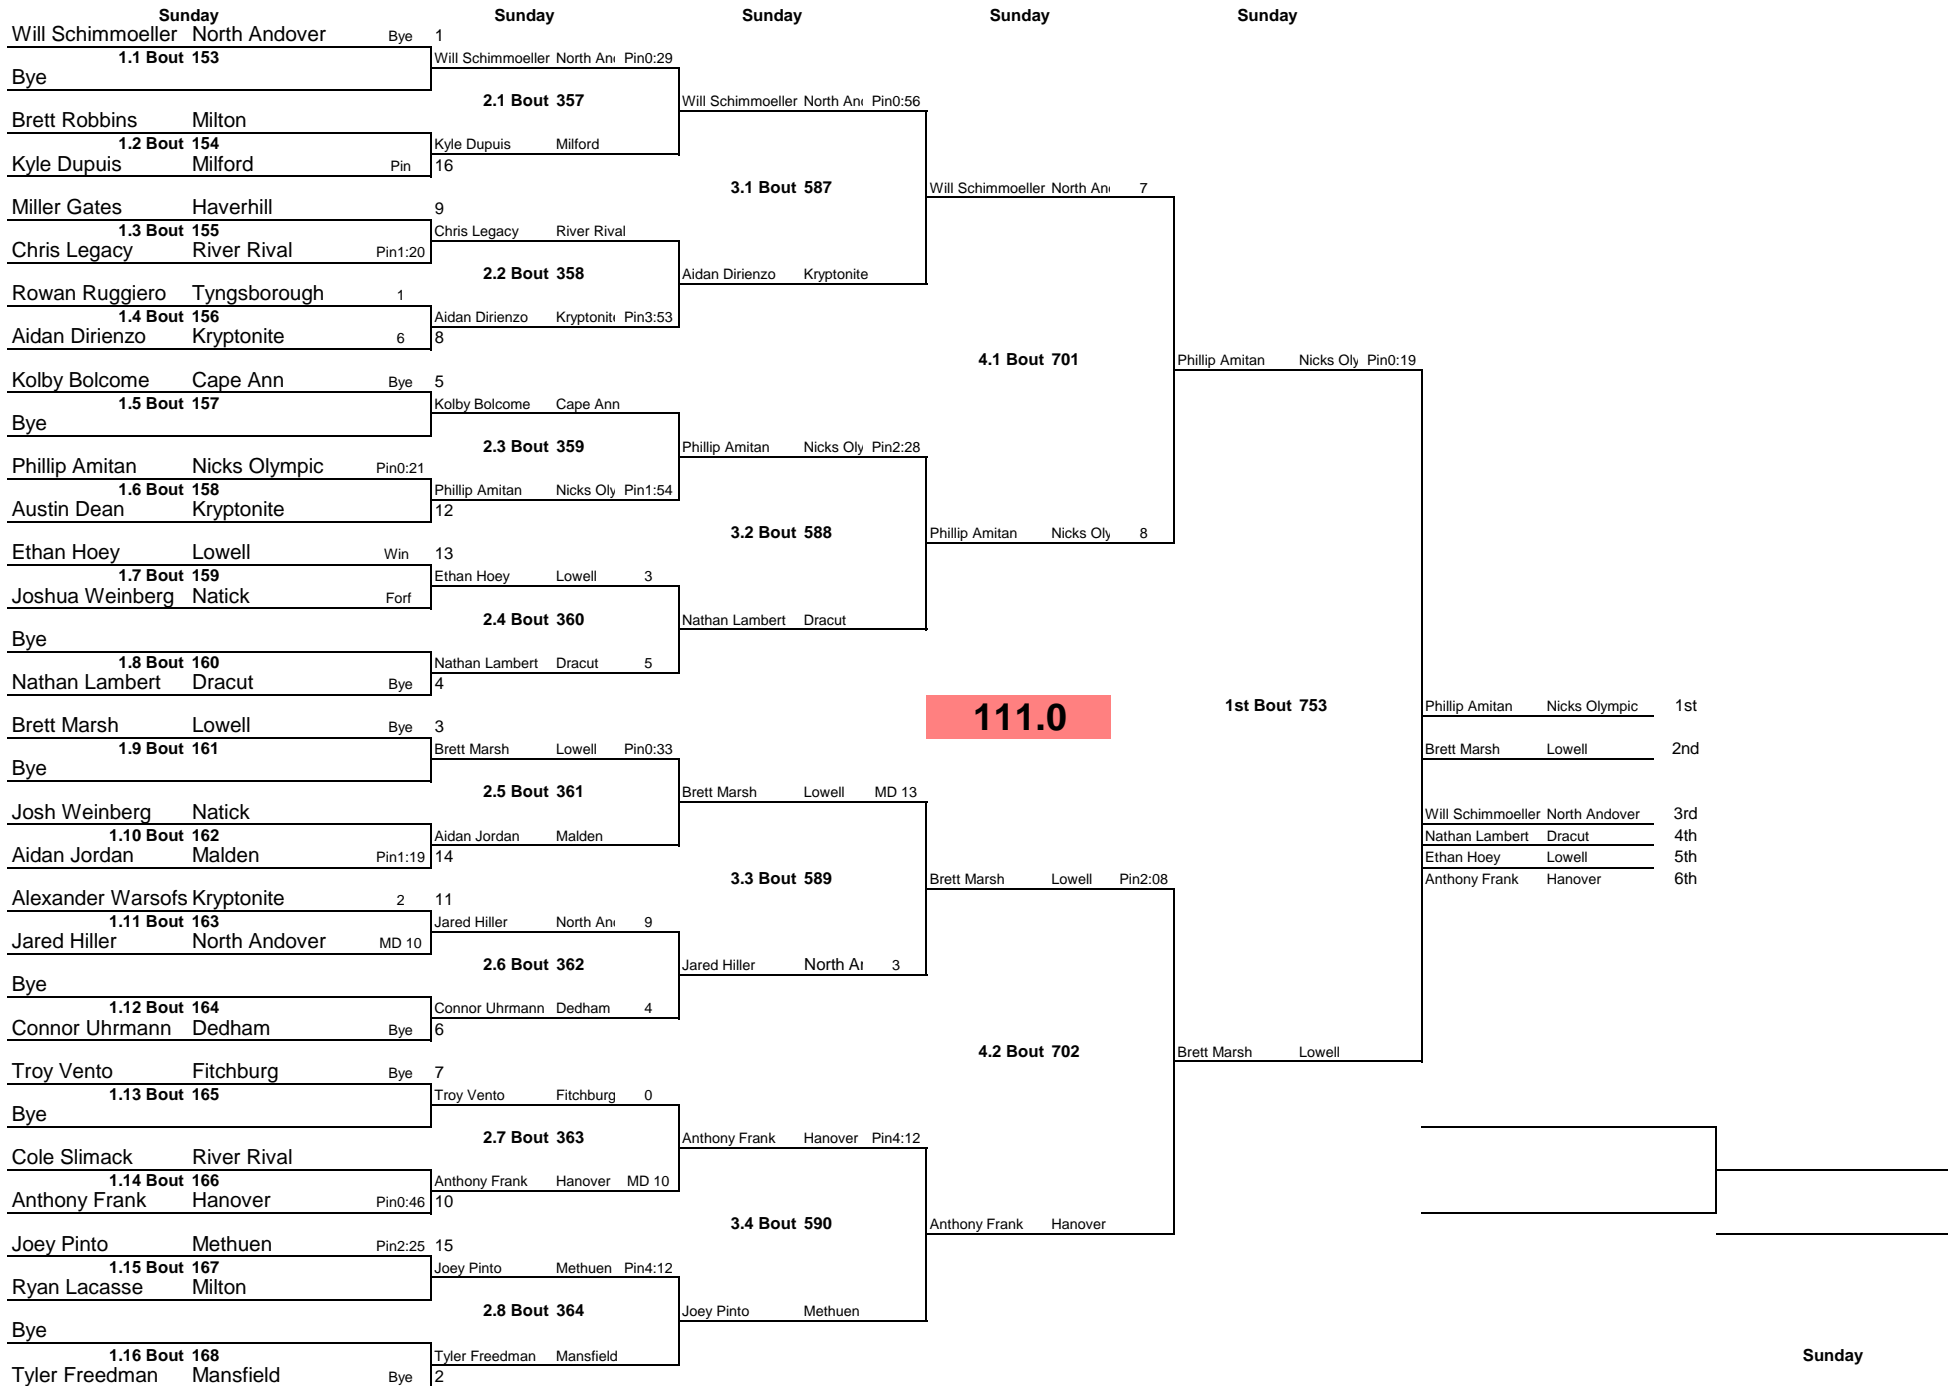 Sunday Sunday Sunday Sunday Sunday
Will Schimmoeller North Andover Bye 1
1.1 Bout 153
Will Schimmoeller North And Pin0:29
Bye
2.1 Bout 357
Will Schimmoeller North And Pin0:56
Brett Robbins Milton
1.2 Bout 154
Kyle Dupuis Milford
Kyle Dupuis Milford Pin 16
3.1 Bout 587
Will Schimmoeller North And 7
Miller Gates Haverhill 9
1.3 Bout 155
Chris Legacy River Rival
Chris Legacy River Rival Pin1:20
2.2 Bout 358
Aidan Dirienzo Kryptonite
Rowan Ruggiero Tyngsborough 1
1.4 Bout 156
Aidan Dirienzo Kryptonite Pin3:53
Aidan Dirienzo Kryptonite 6 8
4.1 Bout 701
Phillip Amitan Nicks Oly Pin0:19
Kolby Bolcome Cape Ann Bye 5
1.5 Bout 157
Kolby Bolcome Cape Ann
Bye
2.3 Bout 359
Phillip Amitan Nicks Oly Pin2:28
Phillip Amitan Nicks Olympic Pin0:21
1.6 Bout 158
Phillip Amitan Nicks Oly Pin1:54
Austin Dean Kryptonite 12
3.2 Bout 588
Phillip Amitan Nicks Oly 8
Ethan Hoey Lowell Win 13
1.7 Bout 159
Ethan Hoey Lowell 3
Joshua Weinberg Natick Forf
2.4 Bout 360
Nathan Lambert Dracut
Bye
1.8 Bout 160
Nathan Lambert Dracut 5
Nathan Lambert Dracut Bye 4
111.0
1st Bout 753
Phillip Amitan Nicks Olympic 1st
Brett Marsh Lowell Bye 3
1.9 Bout 161
Brett Marsh Lowell Pin0:33
Brett Marsh Lowell 2nd
Bye
2.5 Bout 361
Brett Marsh Lowell MD 13
Josh Weinberg Natick
Will Schimmoeller North Andover 3rd
1.10 Bout 162
Aidan Jordan Malden
Nathan Lambert Dracut 4th
Aidan Jordan Malden Pin1:19 14
Ethan Hoey Lowell 5th
3.3 Bout 589
Brett Marsh Lowell Pin2:08
Anthony Frank Hanover 6th
Alexander Warsofs Kryptonite 2 11
1.11 Bout 163
Jared Hiller North And 9
Jared Hiller North Andover MD 10
2.6 Bout 362
Jared Hiller North An 3
Bye
1.12 Bout 164
Connor Uhrmann Dedham 4
Connor Uhrmann Dedham Bye 6
4.2 Bout 702
Brett Marsh Lowell
Troy Vento Fitchburg Bye 7
1.13 Bout 165
Troy Vento Fitchburg 0
Bye
2.7 Bout 363
Anthony Frank Hanover Pin4:12
Cole Slimack River Rival
1.14 Bout 166
Anthony Frank Hanover MD 10
Anthony Frank Hanover Pin0:46 10
3.4 Bout 590
Anthony Frank Hanover
Joey Pinto Methuen Pin2:25 15
1.15 Bout 167
Joey Pinto Methuen Pin4:12
Ryan Lacasse Milton
2.8 Bout 364
Joey Pinto Methuen
Bye
1.16 Bout 168
Tyler Freedman Mansfield
Sunday
Tyler Freedman Mansfield Bye 2